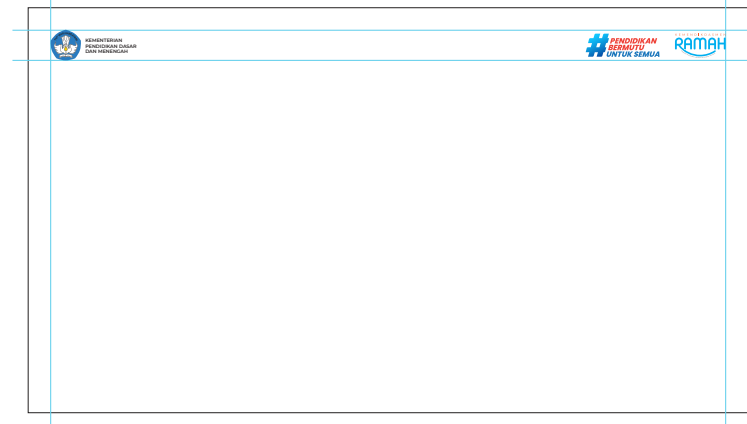 KEMENTERIAN
PENDIDIKAN DASAR
DAN MENENGAH
#PENDIDIKAN
BERMUTU
UNTUK SEMUA
RAMAH